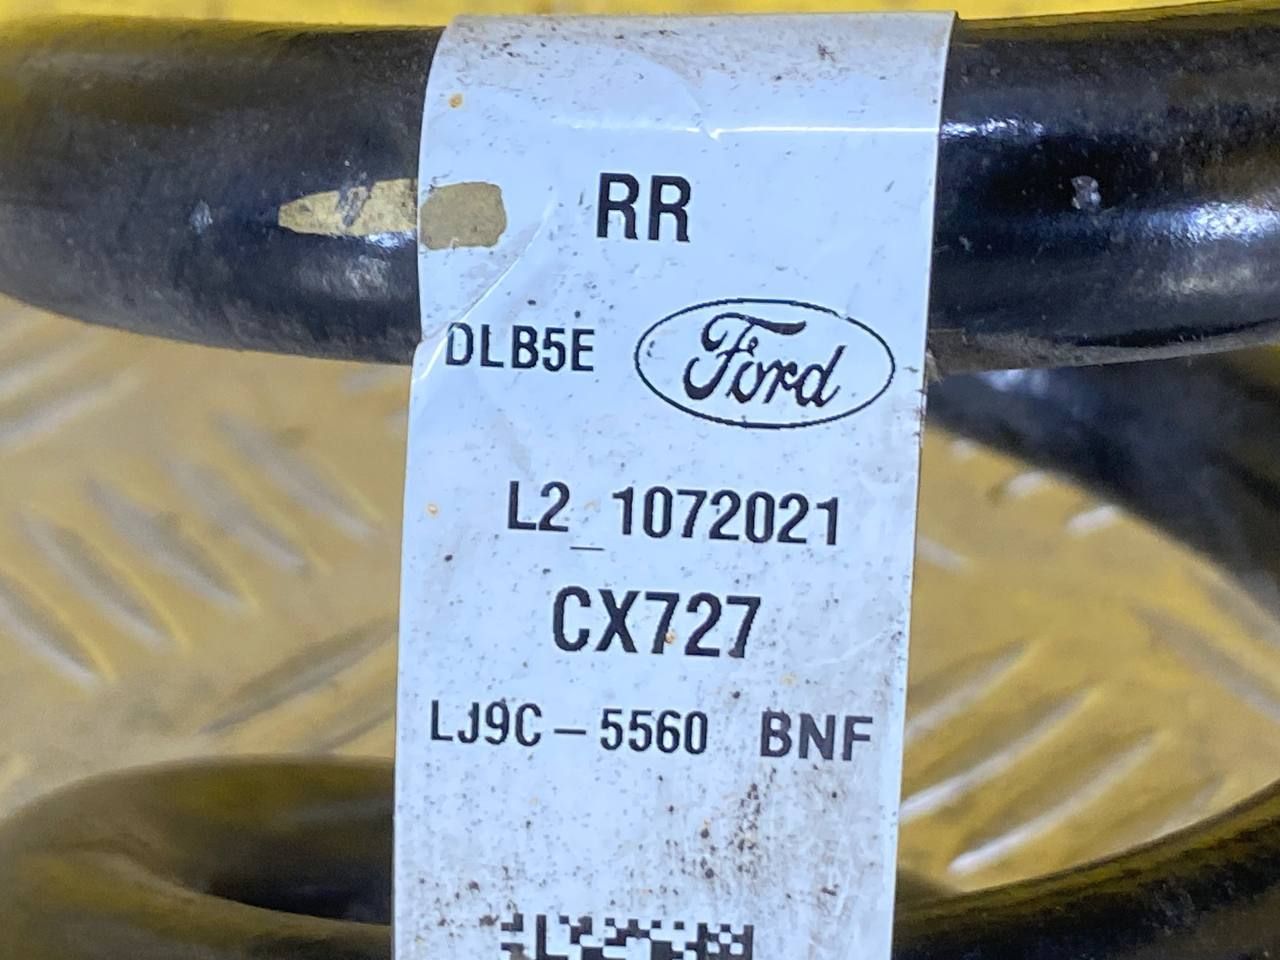 RR
DLB5E Ford
L2_1072021
CX727
LJ9C-5560 BNF